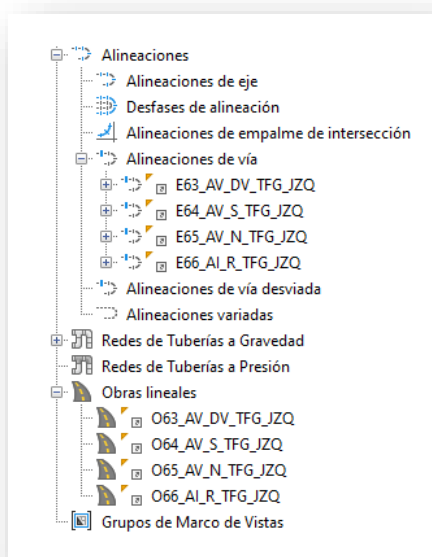 Alineaciones
Alineaciones de eje
Desfases de alineación
Alineaciones de empalme de intersección
Alineaciones de vía
E63_AV_DV_TFG_JZQ
E64_AV_S_TFG_JZQ
E65_AV_N_TFG_JZQ
E66_AI_R_TFG_JZQ
Alineaciones de vía desviada
Alineaciones variadas
Redes de Tuberías a Gravedad
Redes de Tuberías a Presión
Obras lineales
O63_AV_DV_TFG_JZQ
O64_AV_S_TFG_JZQ
O65_AV_N_TFG_JZQ
O66_AI_R_TFG_JZQ
Grupos de Marco de Vistas